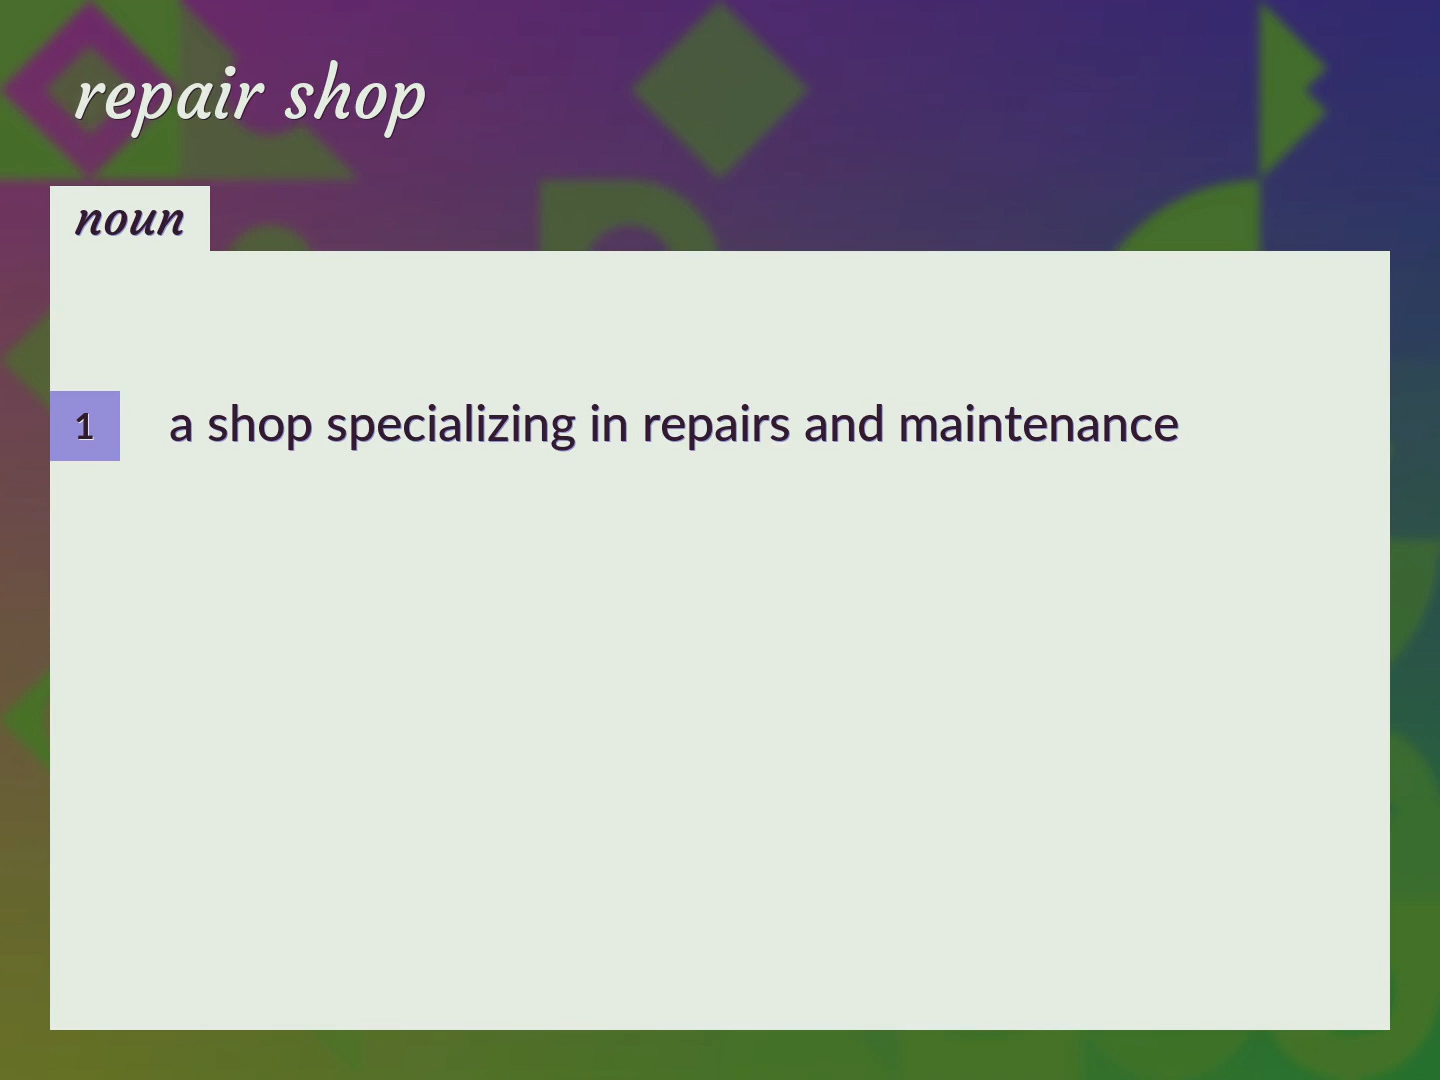 repair shop
noun
1 a shop specializing in repairs and maintenance